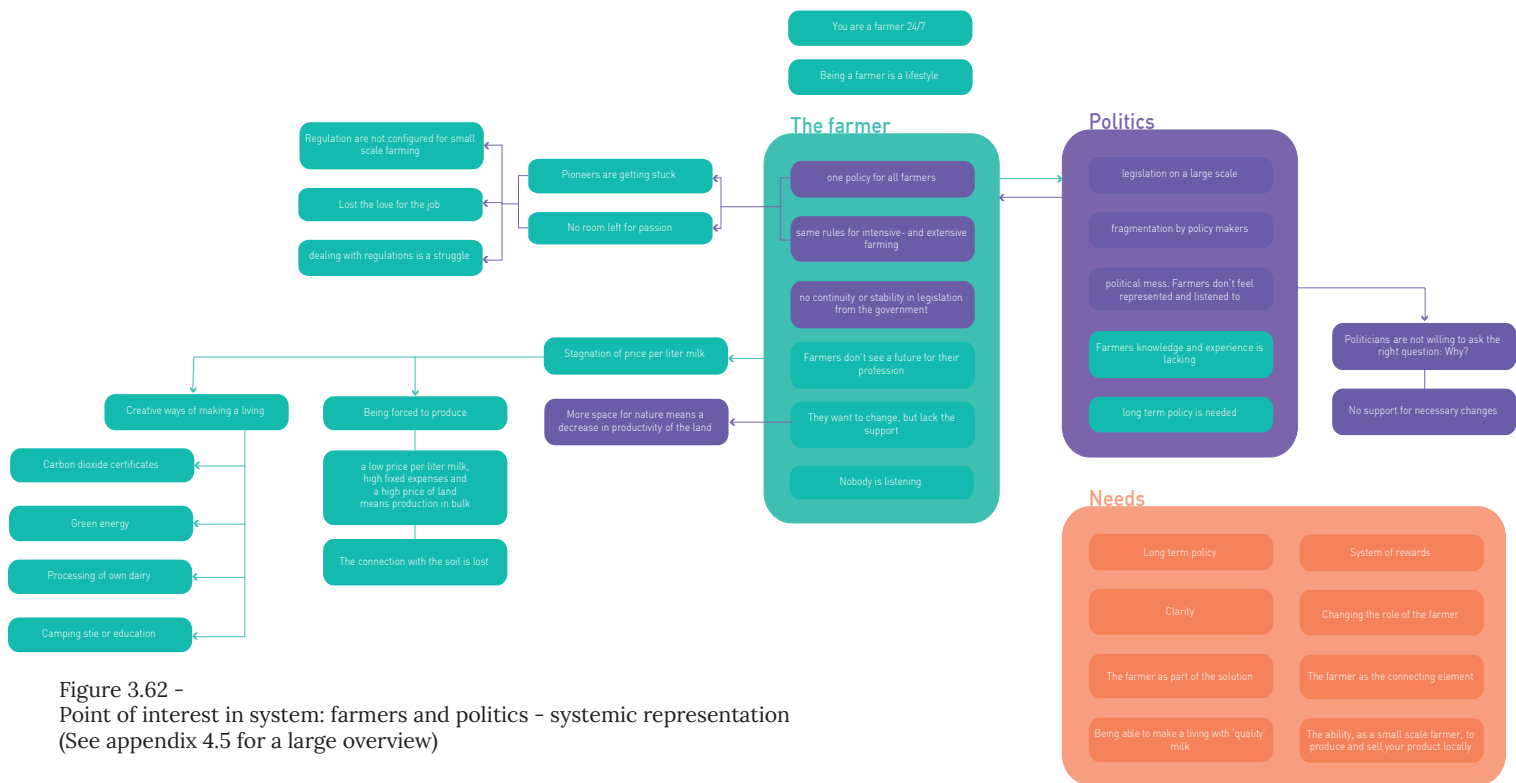 You are a farmer 24/7
Being a farmer is a lifestyle
The farmer
one policy for all farmers
same rules for intensive- and extensive
farming
no continuity or stability in legislation
from the government
Farmers don't see a future for their
profession
They want to change, but lack the
support
Nobody is listening
Pioneers are getting stuck
No room left for passion
Regulation are not configured for small
scale farming
Lost the love for the job
dealing with regulations is a struggle
Stagnation of price per liter milk
More space for nature means a
decrease in productivity of the land
Creative ways of making a living
Carbon dioxide certificates
Green energy
Processing of own dairy
Camping stie or education
Being forced to produce
a low price per liter milk,
high fixed expenses and
a high price of land
means production in bulk
The connection with the soil is lost
Politics
legislation on a large scale
fragmentation by policy makers
political mess. Farmers don't feel
represented and listened to
Farmers knowledge and experience is
lacking
long term policy is needed
Politicians are not willing to ask the
right question: Why?
No support for necessary changes
Needs
Long term policy
System of rewards
Clarity
Changing the role of the farmer
The farmer as part of the solution
The farmer as the connecting element
Being able to make a living with 'quality'
milk
The ability, as a small scale farmer, to
produce and sell your product locally
Figure 3.62 -
Point of interest in system: farmers and politics - systemic representation
(See appendix 4.5 for a large overview)